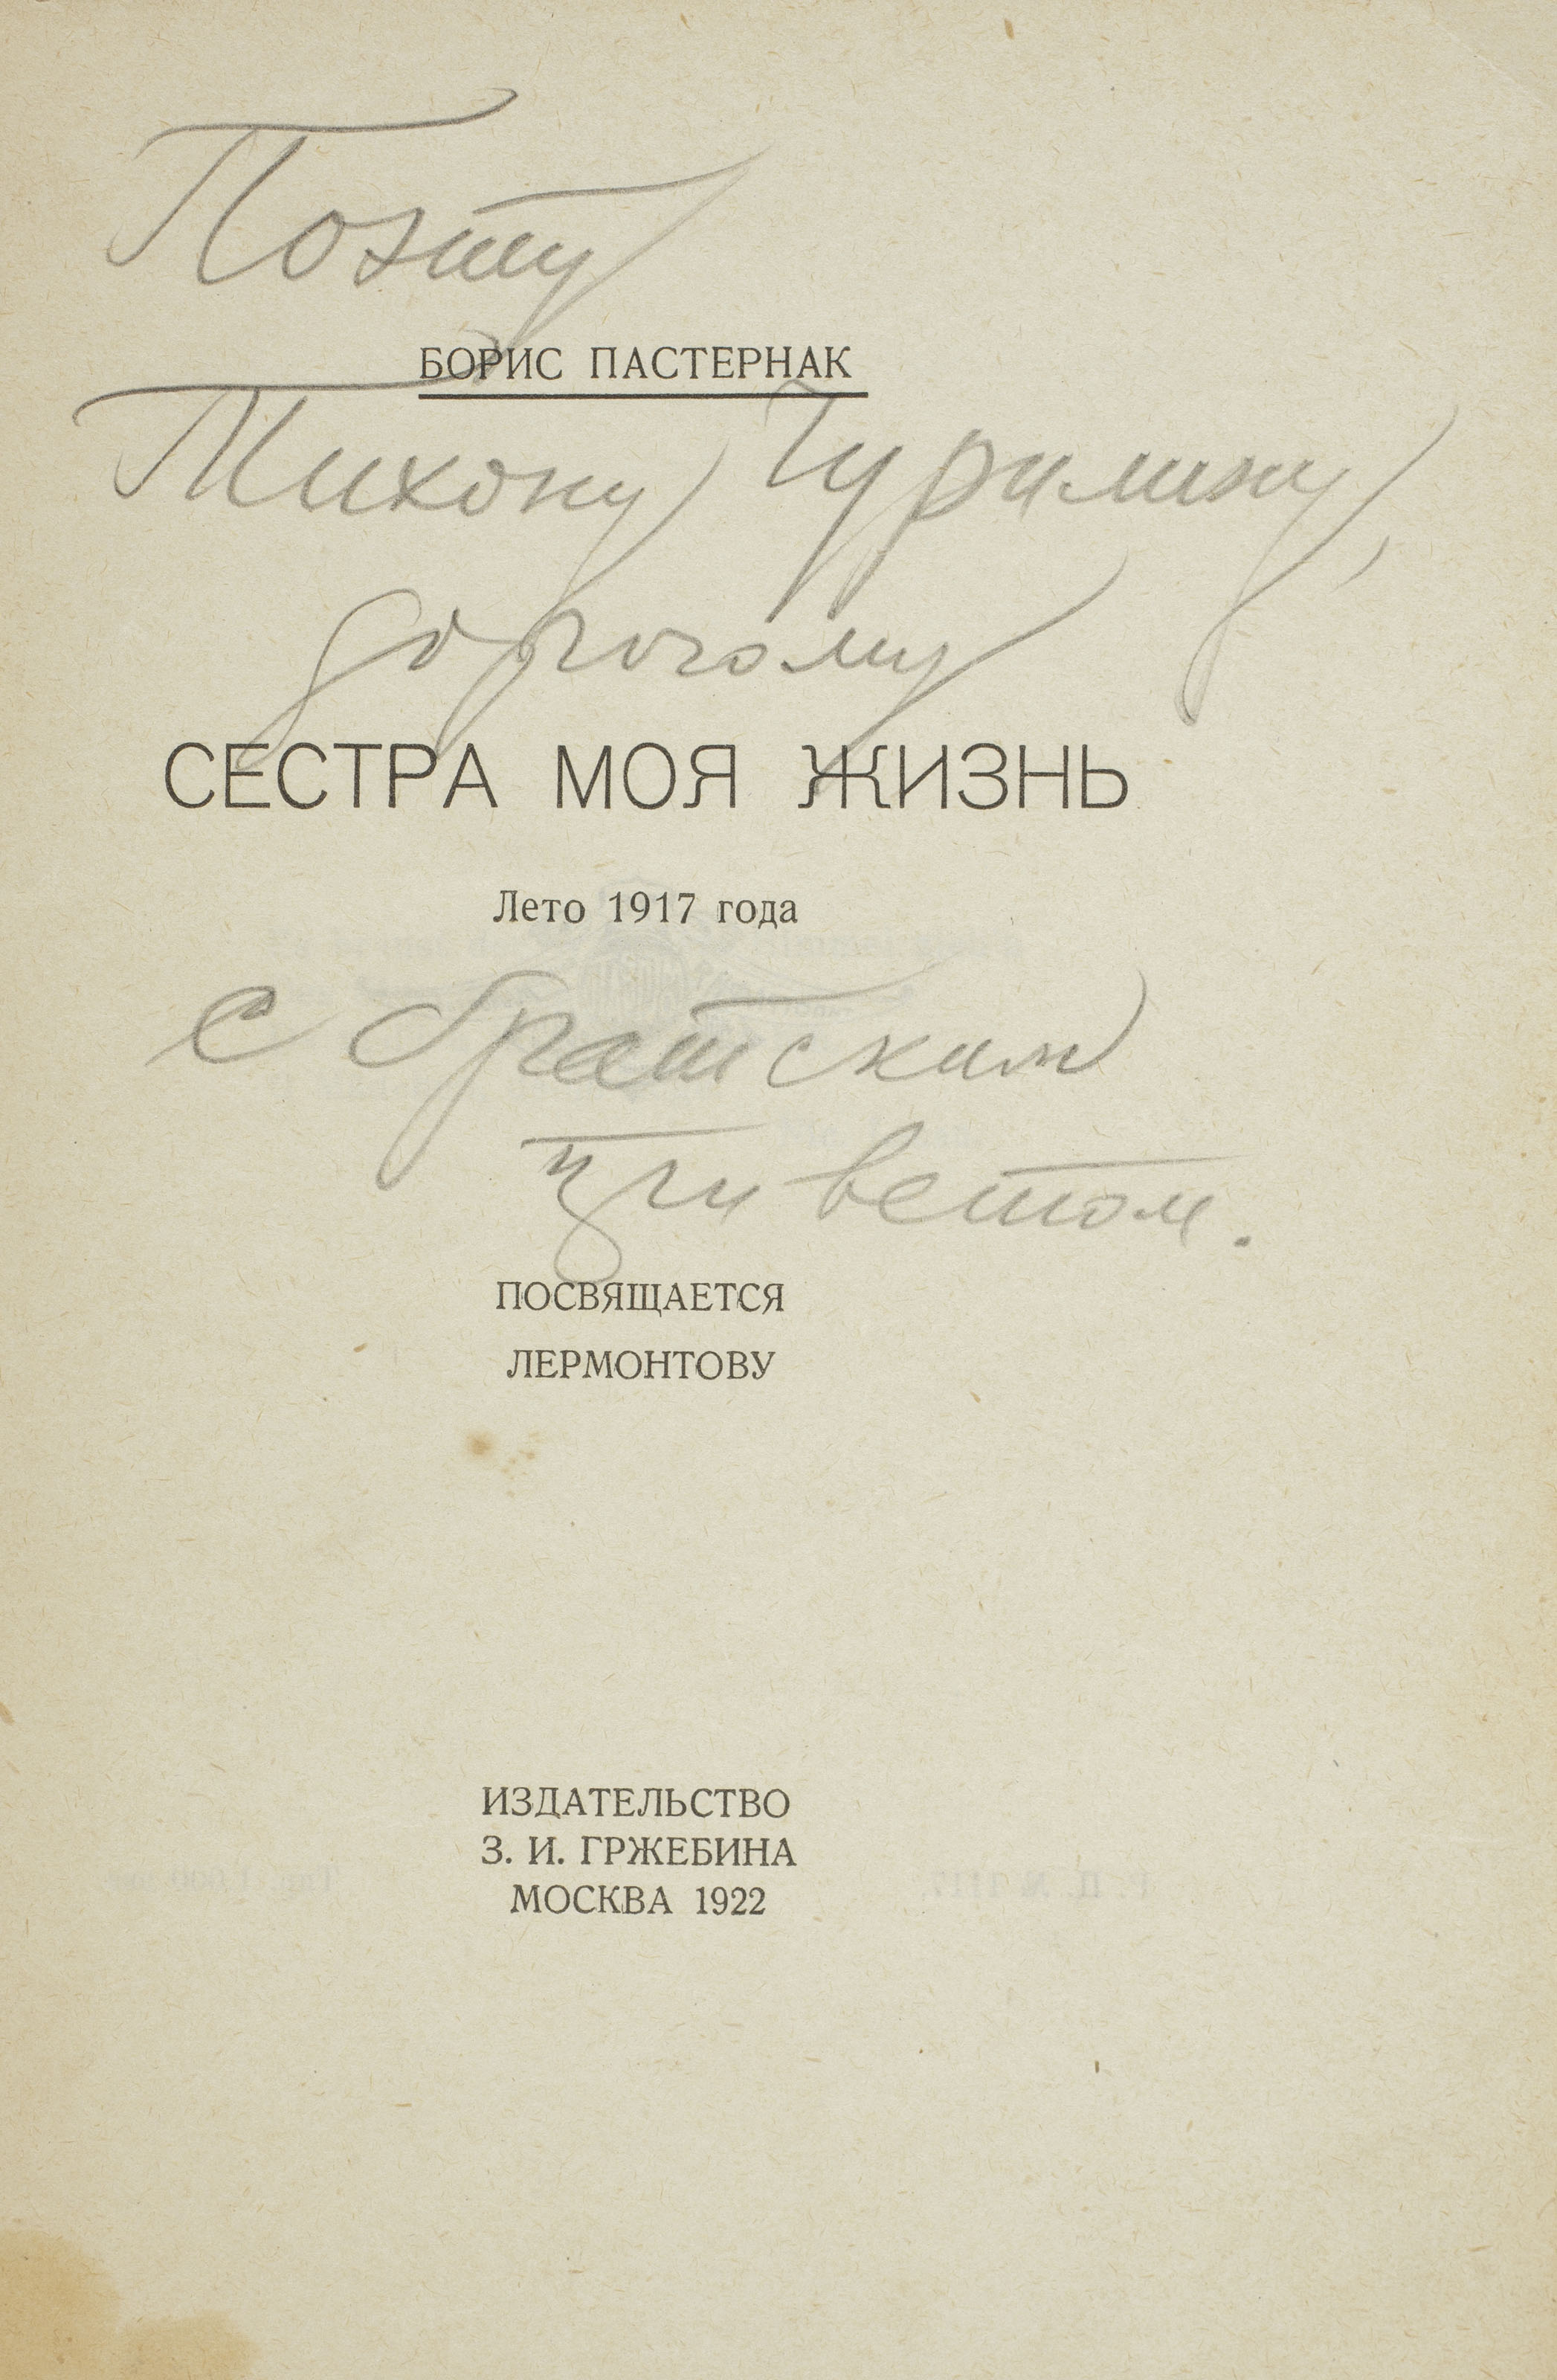 Поэту
БОРИС ПАСТЕРНАК
Тихону Чурилину,
дорогому
СЕСТРА МОЯ ЖИЗНЬ
Лето 1917 года
с братским
приветом.
ПОСВЯЩАЕТСЯ
ЛЕРМОНТОВУ
ИЗДАТЕЛЬСТВО
З. И. ГРЖЕБИНА
МОСКВА 1922